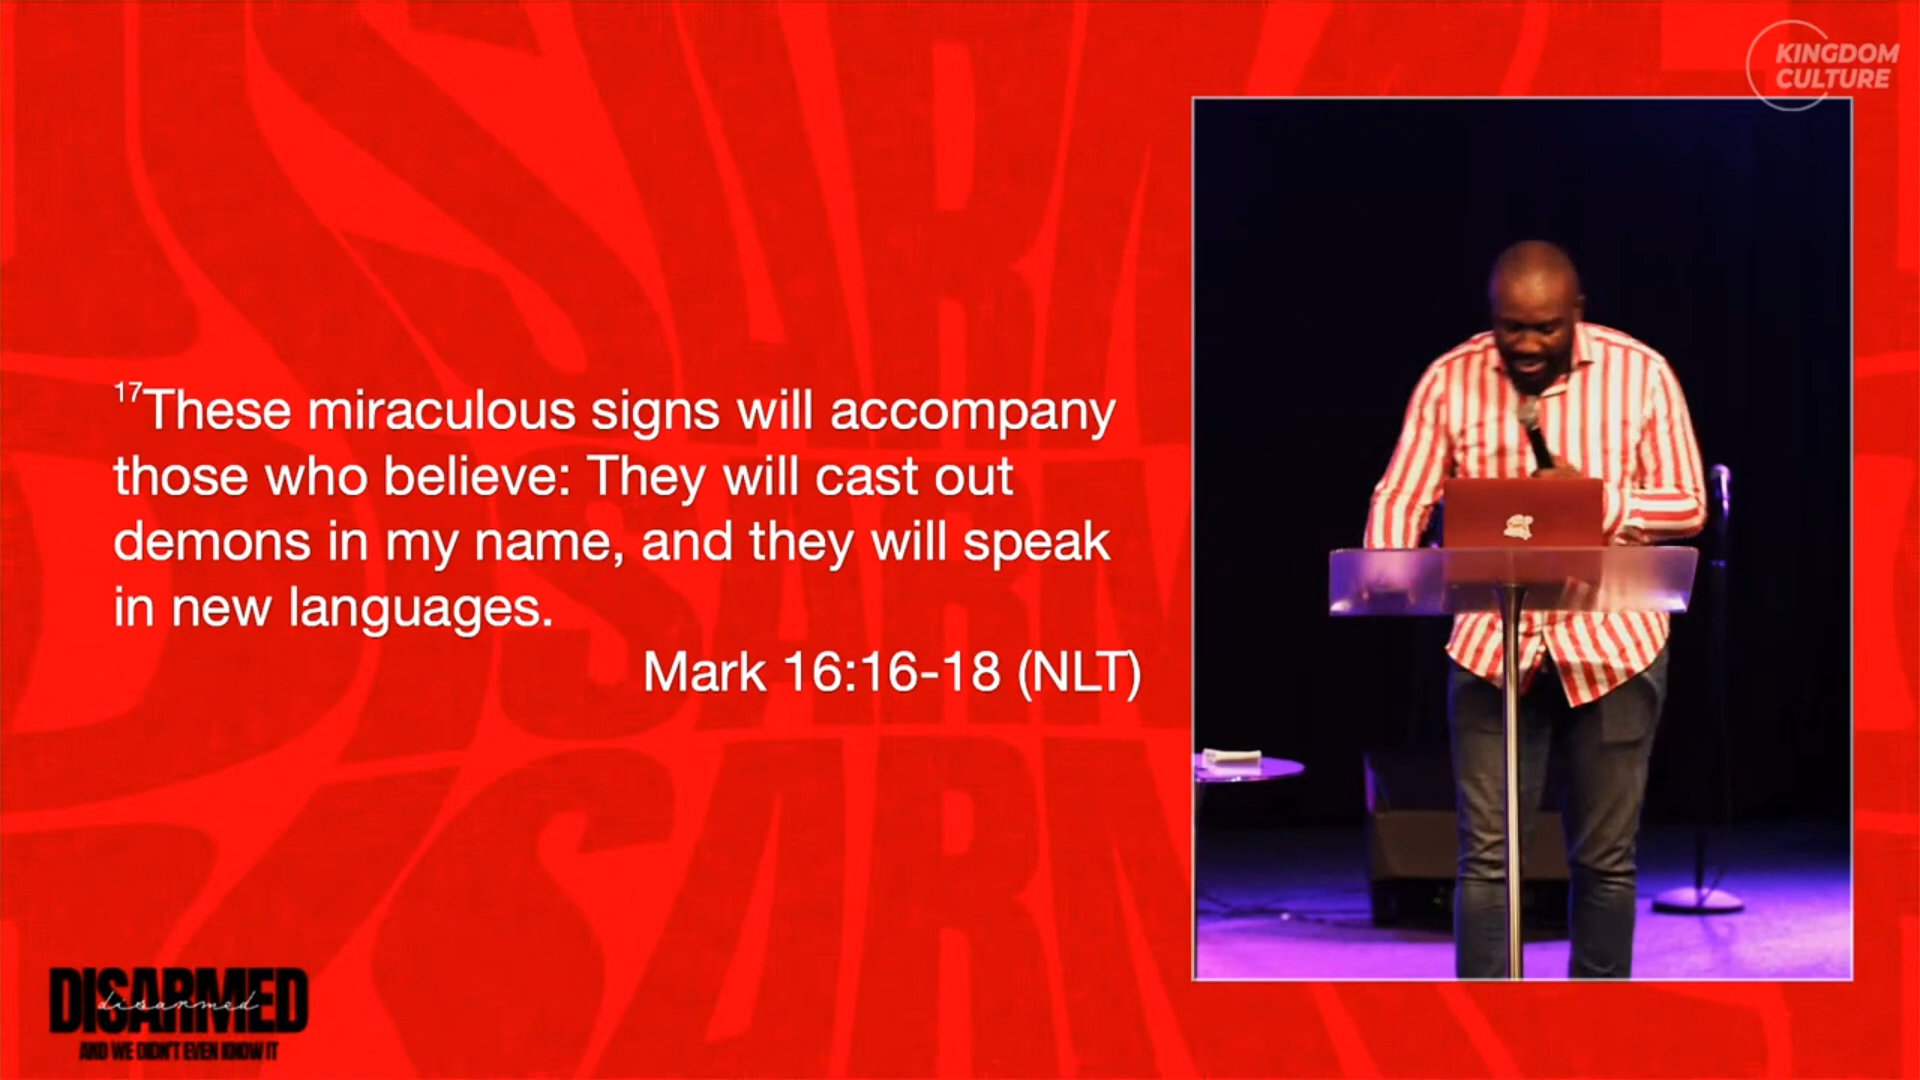 KINGDOM
CULTURE
17These miraculous signs will accompany
those who believe: They will cast out
demons in my name, and they will speak
in new languages.
Mark 16:16-18 (NLT)
DISARMED
disarmed
AND WE DIDN'T EVEN KNOW IT